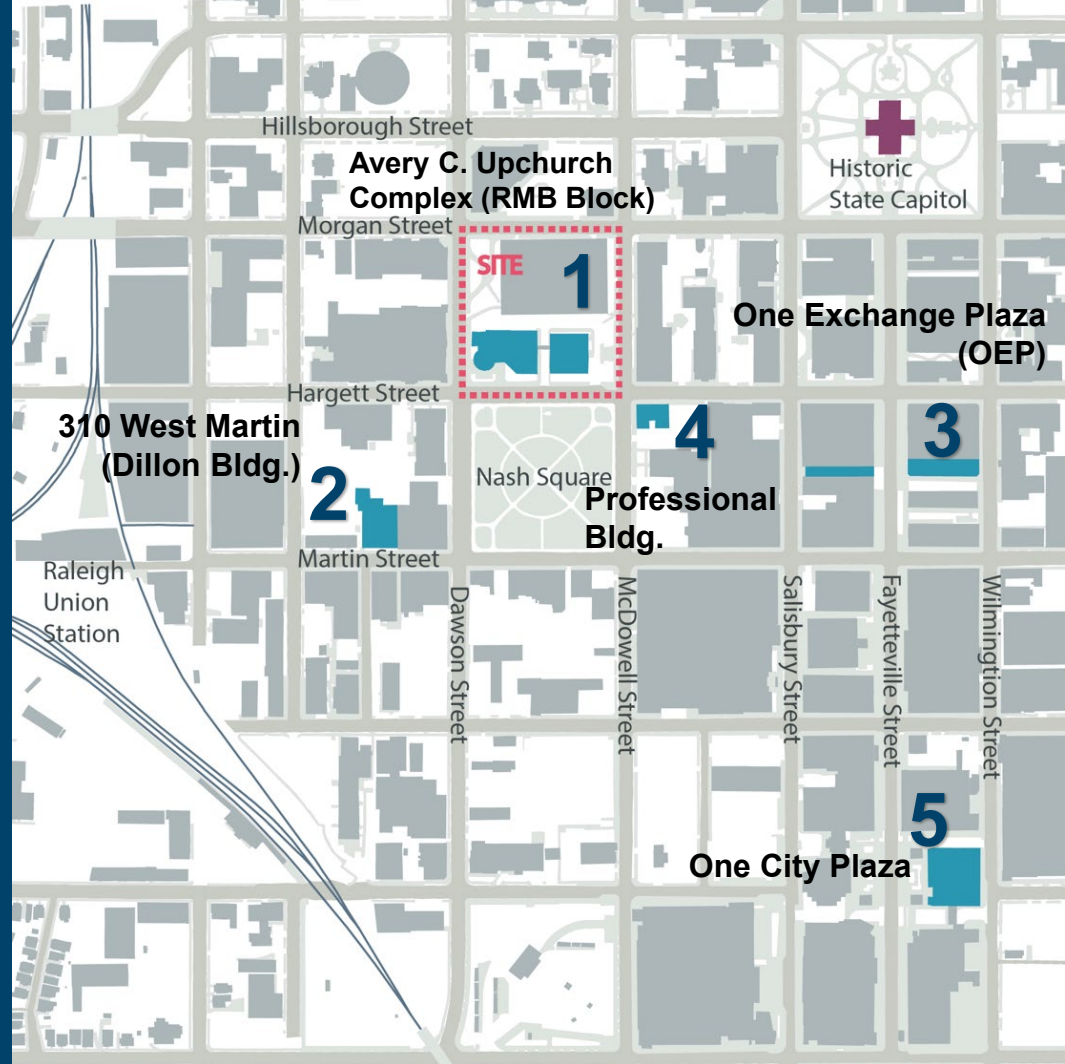 Hillsborough Street
Avery C. Upchurch
Complex (RMB Block)
Historic
State Capitol
Morgan Street
SITE
1
One Exchange Plaza
(OEP)
Hargett Street
310 West Martin
(Dillon Bldg.)
2
Nash Square
4
3
Professional
Bldg.
Martin Street
Raleigh
Union
Station
Dawson Street
McDowell Street
Salisbury Street
Fayetteville Street
Wilmingtion Street
5
One City Plaza